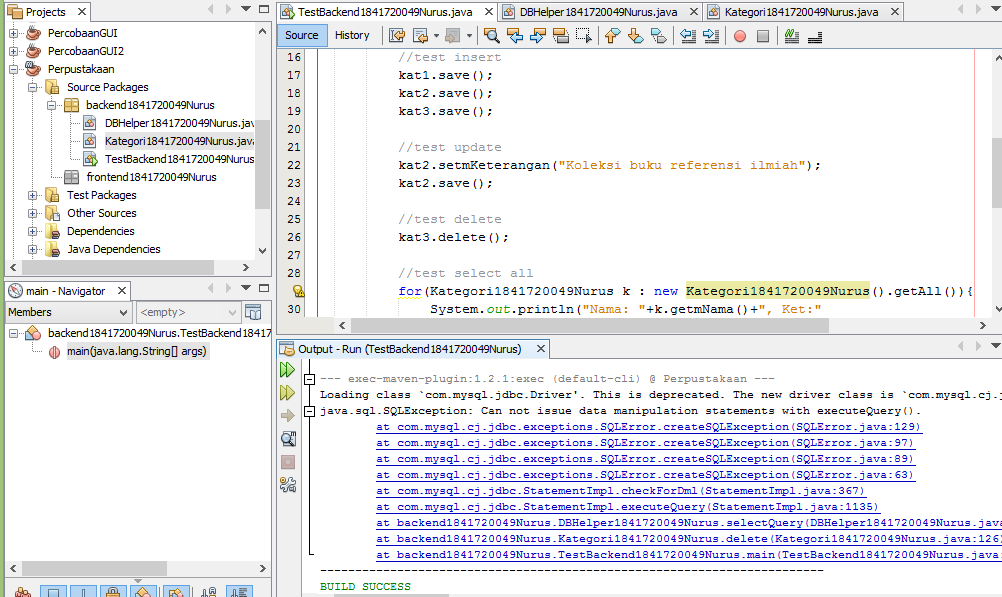 Projects
PercobaanGUI
PercobaanGUI2
Perpustakaan
Source Packages
backend1841720049Nurus
DBHelper1841720049Nurus.jav
Kategori1841720049Nurus.java
TestBackend1841720049Nurus
frontend1841720049Nurus
Test Packages
Other Sources
Dependencies
Java Dependencies
main - Navigator
Members
<empty>
backend1841720049Nurus.TestBackend18417
main(java.lang.String[] args)
TestBackend1841720049Nurus.java
DBHelper1841720049Nurus.java
Kategori1841720049Nurus.java
Source
History
16 //test insert
17 kat1.save();
18 kat2.save();
19 kat3.save();
20
21 //test update
22 kat2.setmKeterangan("Koleksi buku referensi ilmiah");
23 kat2.save();
24
25 //test delete
26 kat3.delete();
27
28 //test select all
for(Kategori1841720049Nurus k : new Kategori1841720049Nurus().getAll()){
30 System.out.println("Nama: "+k.getmNama()+", Ket:"
Output - Run (TestBackend1841720049Nurus)
--- exec-maven-plugin:1.2.1:exec (default-cli) @ Perpustakaan ---
Loading class `com.mysql.jdbc.Driver'. This is deprecated. The new driver class is `com.mysql.cj.j
java.sql.SQLException: Can not issue data manipulation statements with executeQuery().
at com.mysql.cj.jdbc.exceptions.SQLError.createSQLException(SQLError.java:129)
at com.mysql.cj.jdbc.exceptions.SQLError.createSQLException(SQLError.java:97)
at com.mysql.cj.jdbc.exceptions.SQLError.createSQLException(SQLError.java:89)
at com.mysql.cj.jdbc.exceptions.SQLError.createSQLException(SQLError.java:63)
at com.mysql.cj.jdbc.StatementImpl.checkForDml(StatementImpl.java:367)
at com.mysql.cj.jdbc.StatementImpl.executeQuery(StatementImpl.java:1135)
at backend1841720049Nurus.DBHelper1841720049Nurus.selectQuery(DBHelper1841720049Nurus.java
at backend1841720049Nurus.Kategori1841720049Nurus.delete(Kategori1841720049Nurus.java:126)
at backend1841720049Nurus.TestBackend1841720049Nurus.main(TestBackend1841720049Nurus.java:
------------------------------------------------------------------------
BUILD SUCCESS